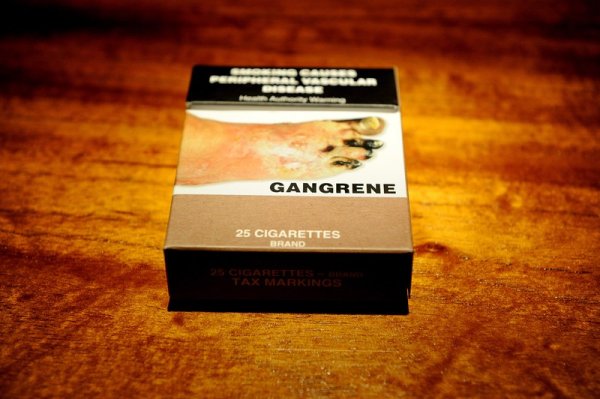 SMOKING CAUSES
PERIPHERAL VASCULAR
DISEASE
Health Authority Warning
GANGRENE
25 CIGARETTES
BRAND
25 CIGARETTES – BRAND
TAX MARKINGS